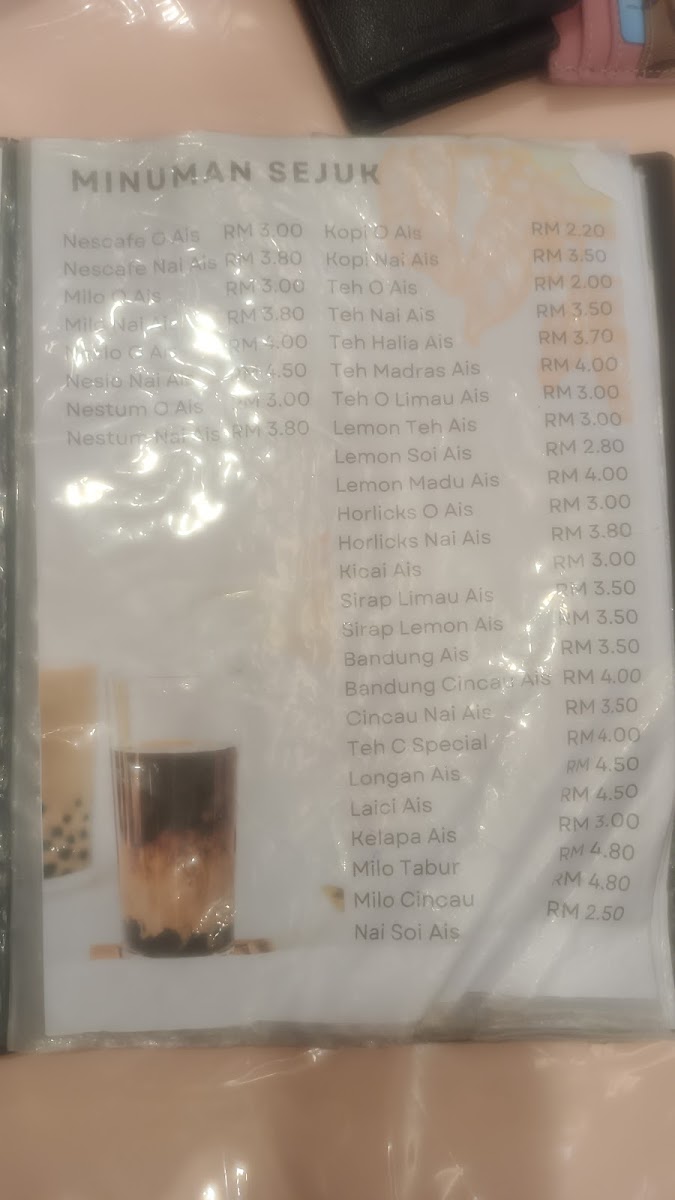 MINUMAN SEJUK
Nescafe O Ais RM 3.00
Nescafe Nai Ais RM 3.80
Milo O Ais RM 3.00
Milo Nai Ais RM 3.80
Neslo O Ais RM 4.00
Neslo Nai Ais RM 4.50
Nestum O Ais RM 3.00
Nestum Nai Ais RM 3.80
Kopi O Ais RM 2.20
Kopi Nai Ais RM 3.50
Teh O Ais RM 2.00
Teh Nai Ais RM 3.50
Teh Halia Ais RM 3.70
Teh Madras Ais RM 4.00
Teh O Limau Ais RM 3.00
Lemon Teh Ais RM 3.00
Lemon Soi Ais RM 2.80
Lemon Madu Ais RM 4.00
Horlicks O Ais RM 3.00
Horlicks Nai Ais RM 3.80
Kicai Ais RM 3.00
Sirap Limau Ais RM 3.50
Sirap Lemon Ais RM 3.50
Bandung Ais RM 3.50
Bandung Cincau Ais RM 4.00
Cincau Nai Ais RM 3.50
Teh C Special RM 4.00
Longan Ais RM 4.50
Laici Ais RM 4.50
Kelapa Ais RM 3.00
Milo Tabur RM 4.80
Milo Cincau RM 4.80
Nai Soi Ais RM 2.50